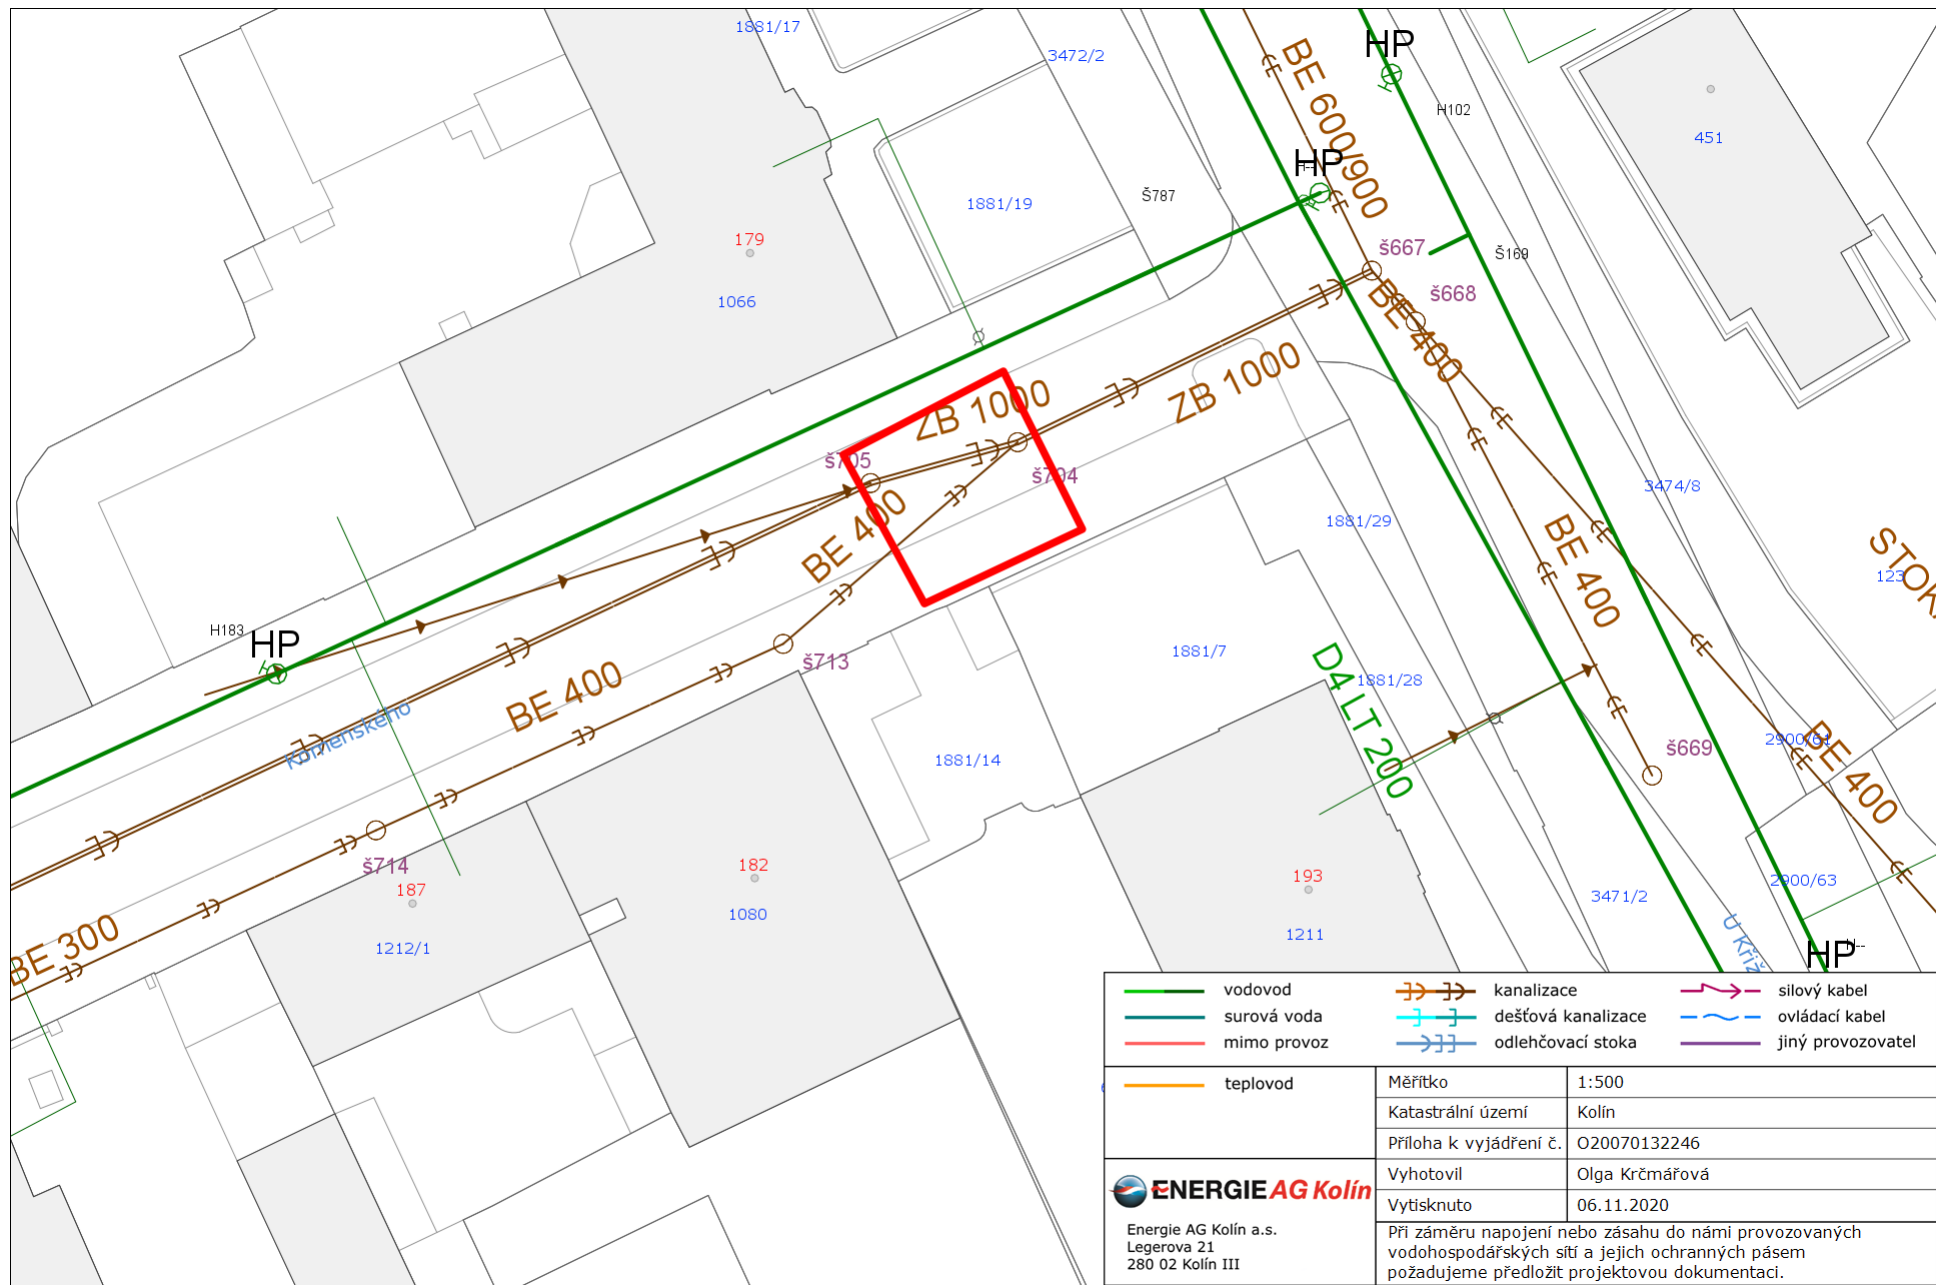 1881/17
3472/2
HP
BE 600/900
H102
451
HP
1881/19
Š787
179
š667
Š169
1066
š668
BE 400
ZB 1000
ZB 1000
š705
š704
3474/8
BE 400
1881/29
BE 400
STOK
123
H183
HP
š713
1881/7
D4 LT 200
1881/28
BE 400
Komenského
2900/61
š669
BE 400
1881/14
š714
187
182
193
2900/63
1080
3471/2
1212/1
1211
BE 300
U Kříž
HP
vodovod
kanalizace
silový kabel
surová voda
dešťová kanalizace
ovládací kabel
mimo provoz
odlehčovací stoka
jiný provozovatel
teplovod
Měřítko 1:500
Katastrální území Kolín
Příloha k vyjádření č. O20070132246
Vyhotovil Olga Krčmářová
Vytisknuto 06.11.2020
ENERGIE AG Kolín
Energie AG Kolín a.s.
Legerova 21
280 02 Kolín III
Při záměru napojení nebo zásahu do námi provozovaných
vodohospodářských sítí a jejich ochranných pásem
požadujeme předložit projektovou dokumentaci.